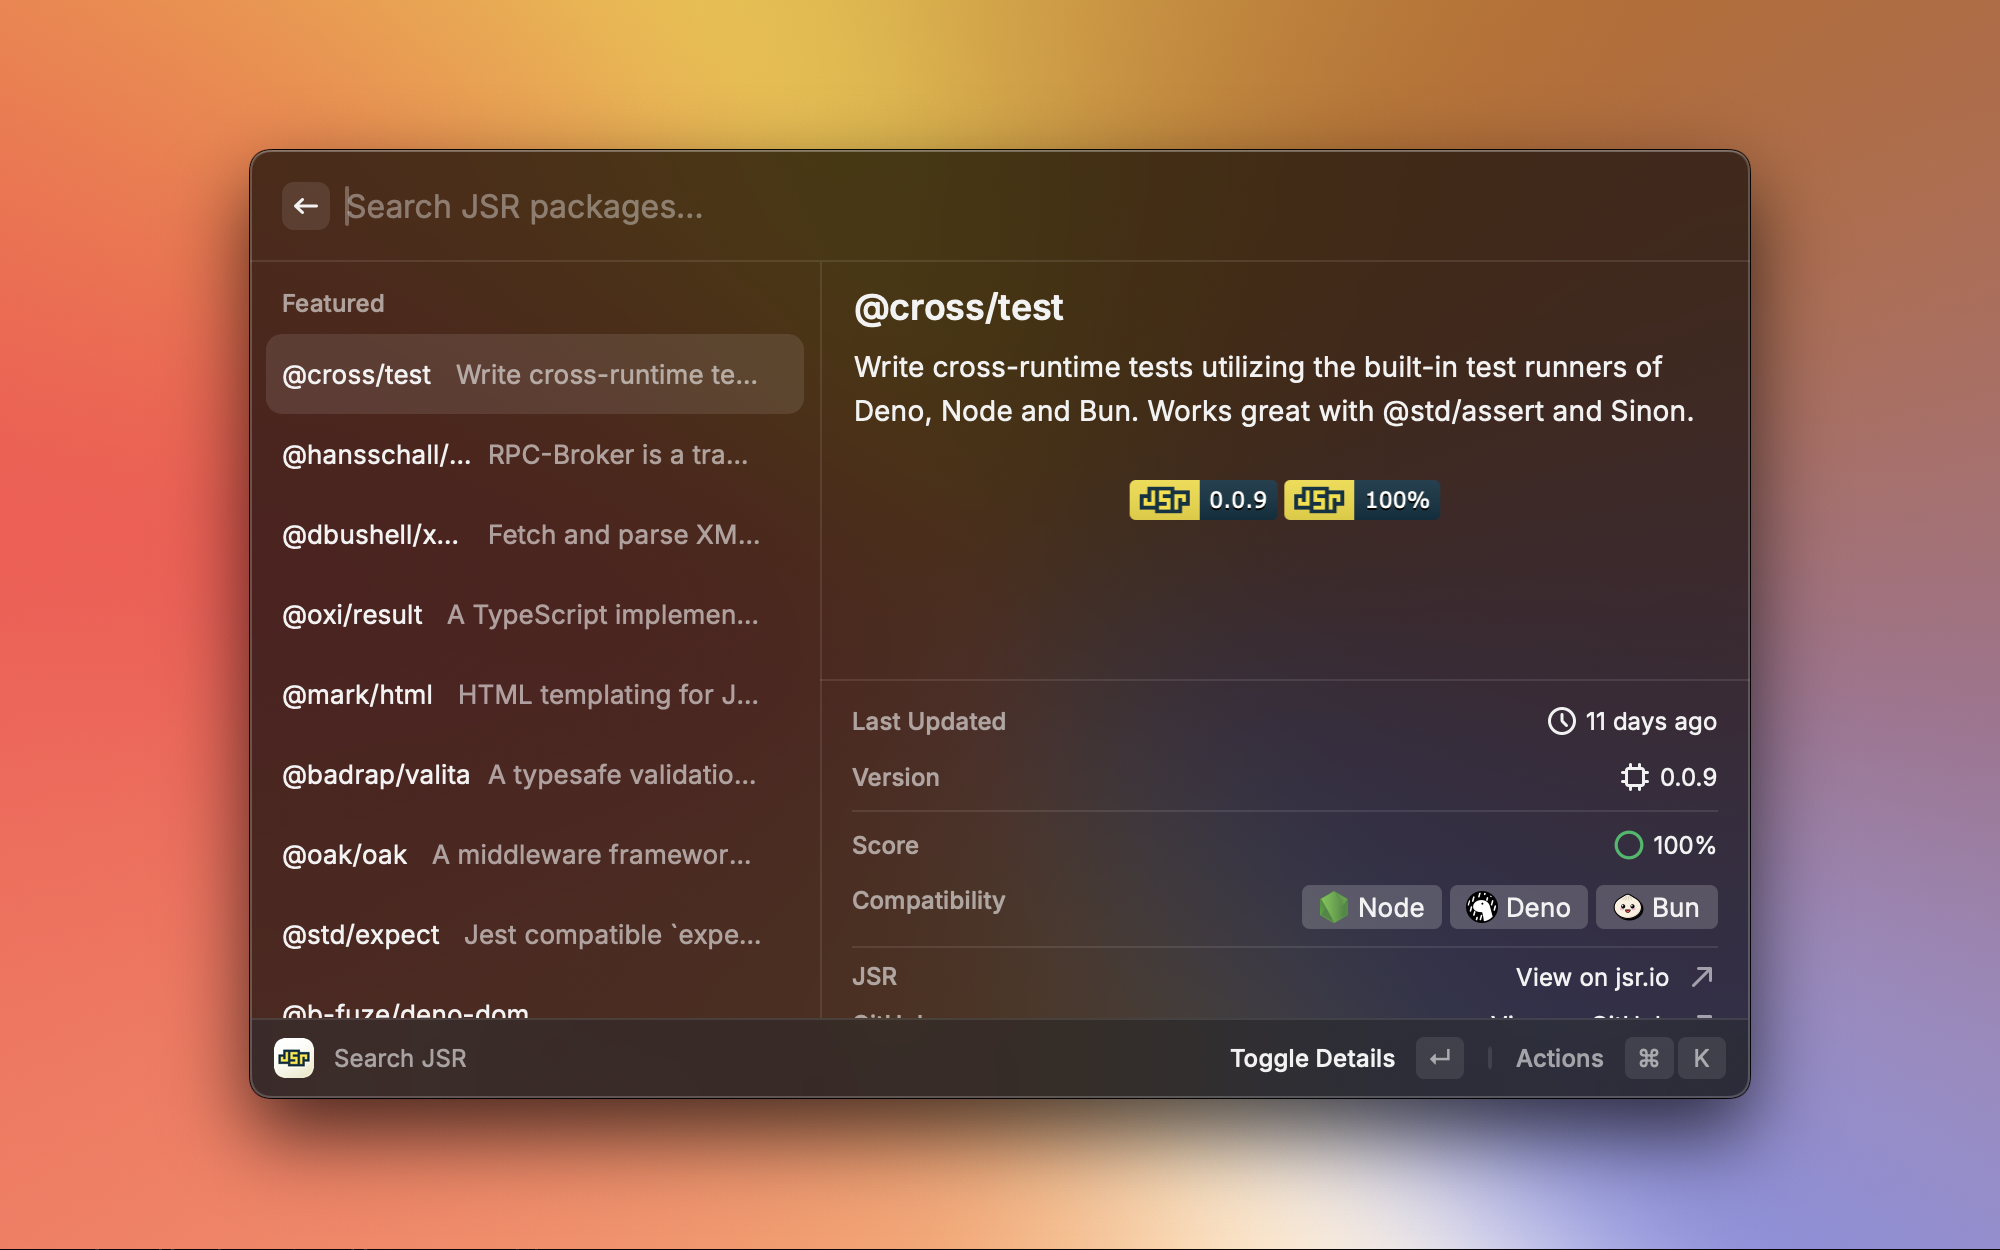 Search JSR packages...
Featured
@cross/test Write cross-runtime te...
@hansschall/... RPC-Broker is a tra...
@dbushell/x... Fetch and parse XM...
@oxi/result A TypeScript implemen...
@mark/html HTML templating for J...
@badrap/valita A typesafe validatio...
@oak/oak A middleware framewor...
@std/expect Jest compatible `expe...
@b-fuze/deno-dom
@cross/test
Write cross-runtime tests utilizing the built-in test runners of
Deno, Node and Bun. Works great with @std/assert and Sinon.
JSR 0.0.9 JSR 100%
Last Updated 11 days ago
Version 0.0.9
Score 100%
Compatibility Node Deno Bun
JSR View on jsr.io
GitHub View on GitHub
JSR Search JSR
Toggle Details ↵ Actions ⌘ K